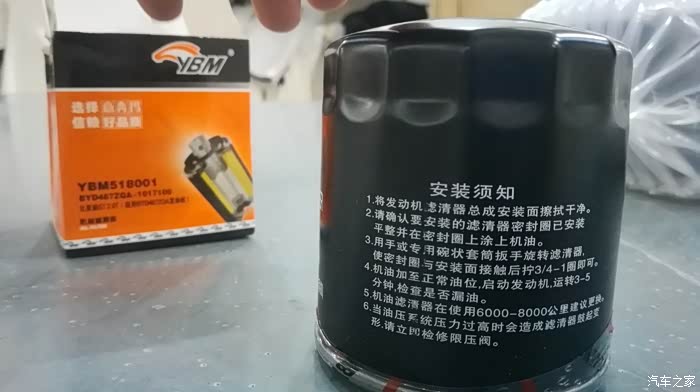 YBM
选择
信赖 好品质
YBM518001
BYD487ZQA-1017100
安装须知
1.将发动机滤清器总成安装面擦拭干净。
2.请确认要安装的滤清器密封圈已安装
平整并在密封圈上涂上机油。
3.用手或专用碗状套筒扳手旋转滤清器,
使密封圈与安装面接触后拧3/4-1圈即可。
4.机油加至正常油位,启动发动机,运转3-5
分钟,检查是否漏油。
5.机油滤清器在使用6000-8000公里建议更换。
6.当油压系统压力过高时会造成滤清器鼓起变
形,请立即检修限压阀。
YBM
汽车之家